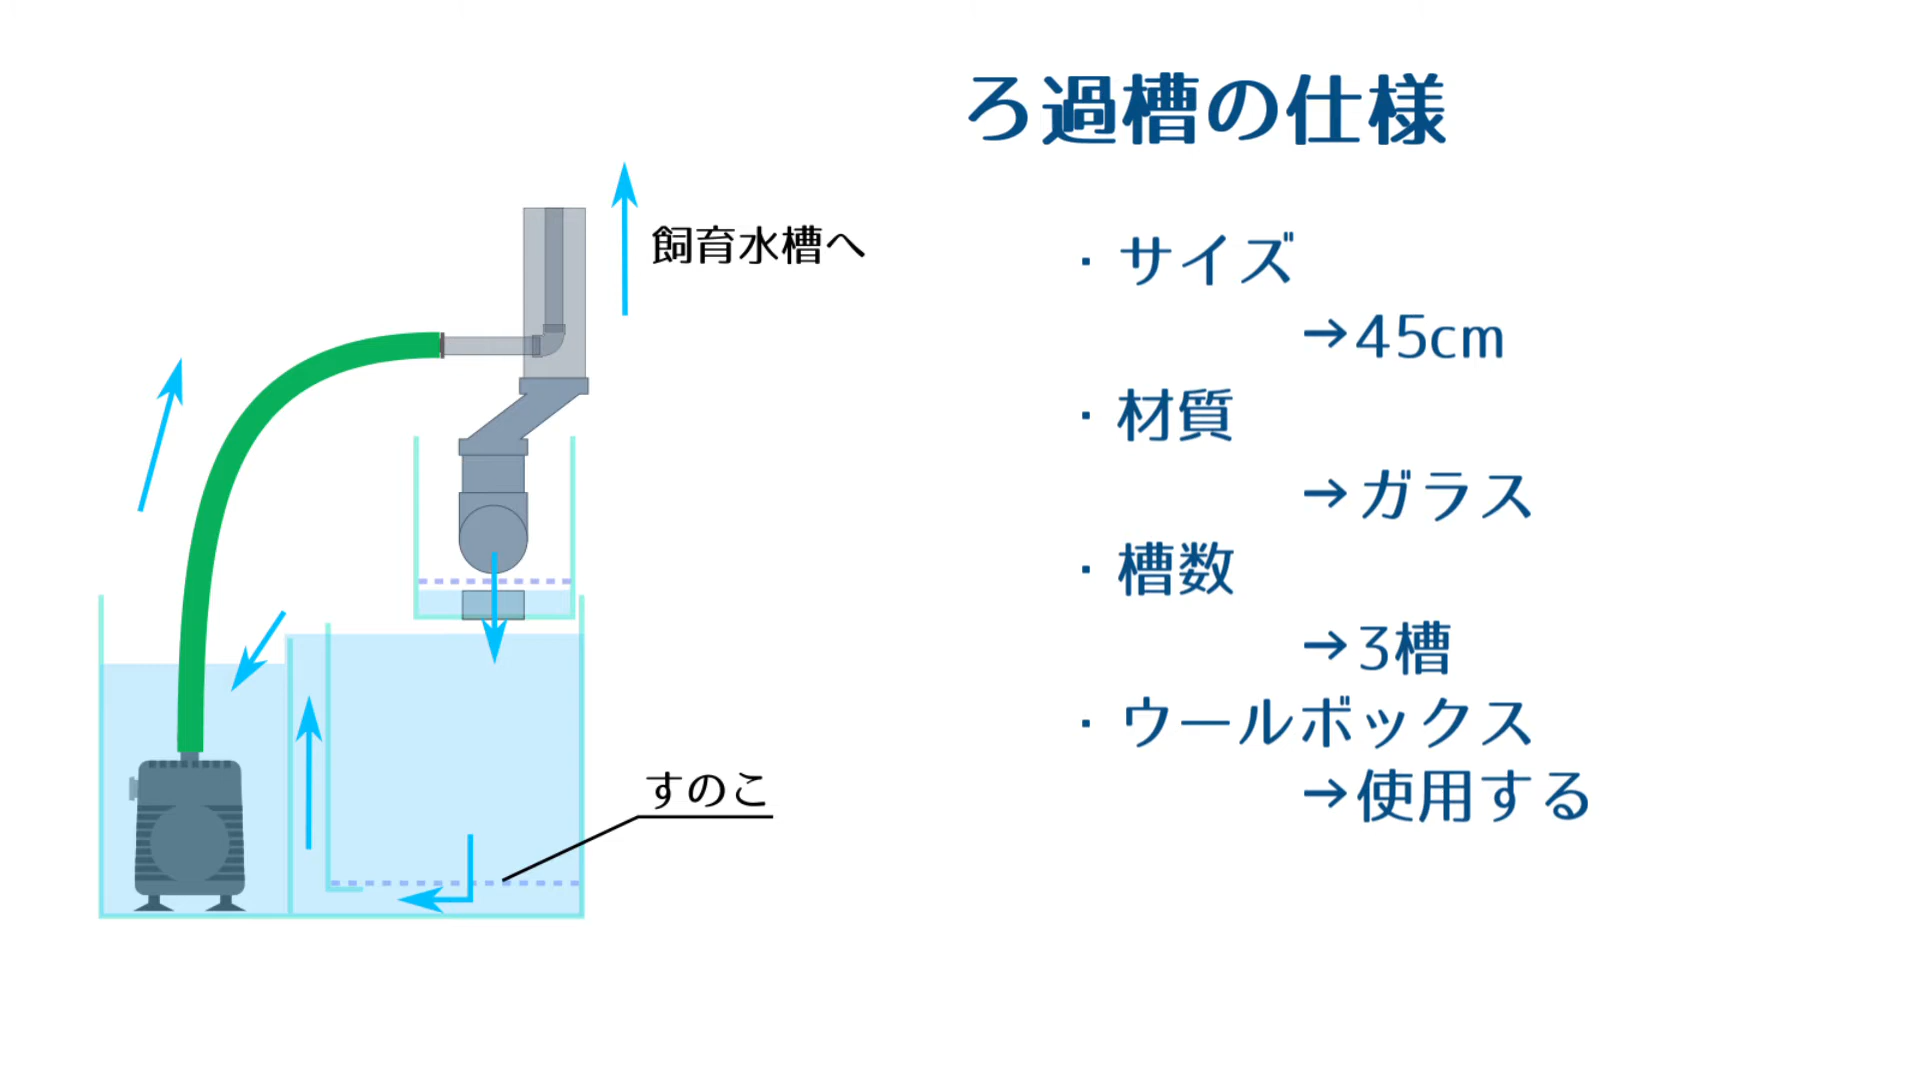 ろ過槽の仕様
飼育水槽へ
すのこ
・サイズ
→45cm
・材質
→ガラス
・槽数
→3槽
・ウールボックス
→使用する